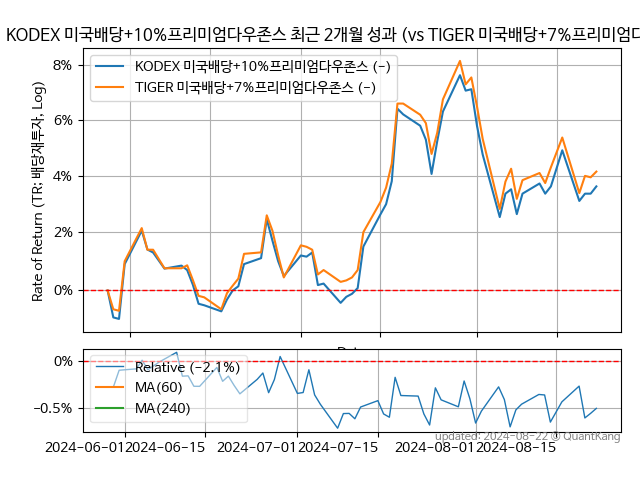 KODEX 미국배당+10%프리미엄다우존스 최근 2개월 성과 (vs TIGER 미국배당+7%프리미엄다
KODEX 미국배당+10%프리미엄다우존스 (-)
TIGER 미국배당+7%프리미엄다우존스 (-)
Rate of Return (TR: 배당재투자, Log)
8%
6%
4%
2%
0%
Relative (-2.1%)
MA(60)
MA(240)
0%
-0.5%
2024-06-01
2024-06-15
2024-07-01
2024-07-15
2024-08-01
2024-08-15
updated: 2024-08-22 © QuantKang